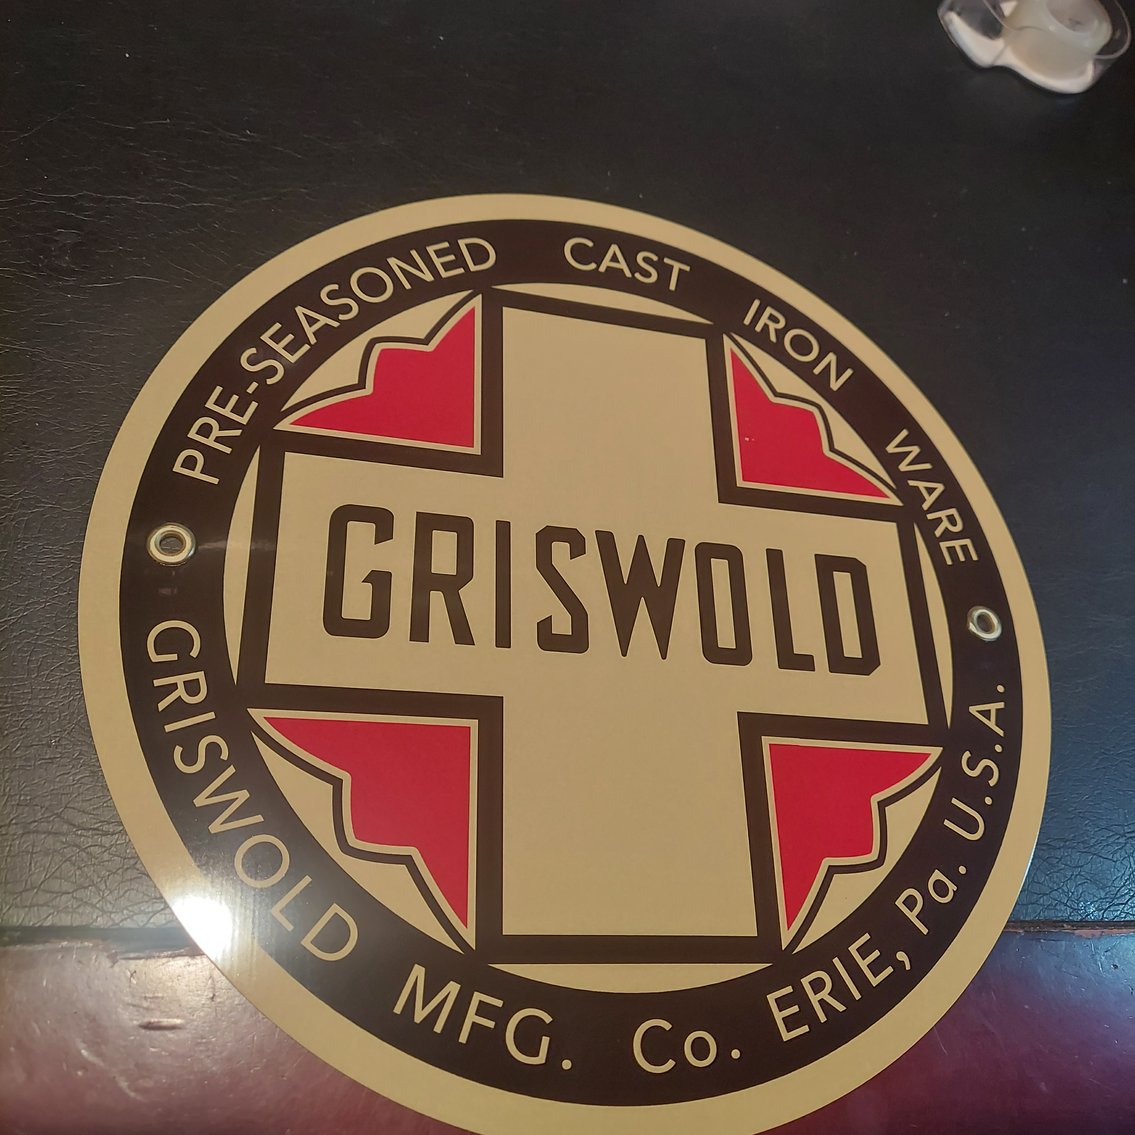 PRE-SEASONED CAST IRON WARE
GRISWOLD
GRISWOLD MFG. Co. ERIE, Pa. U.S.A.